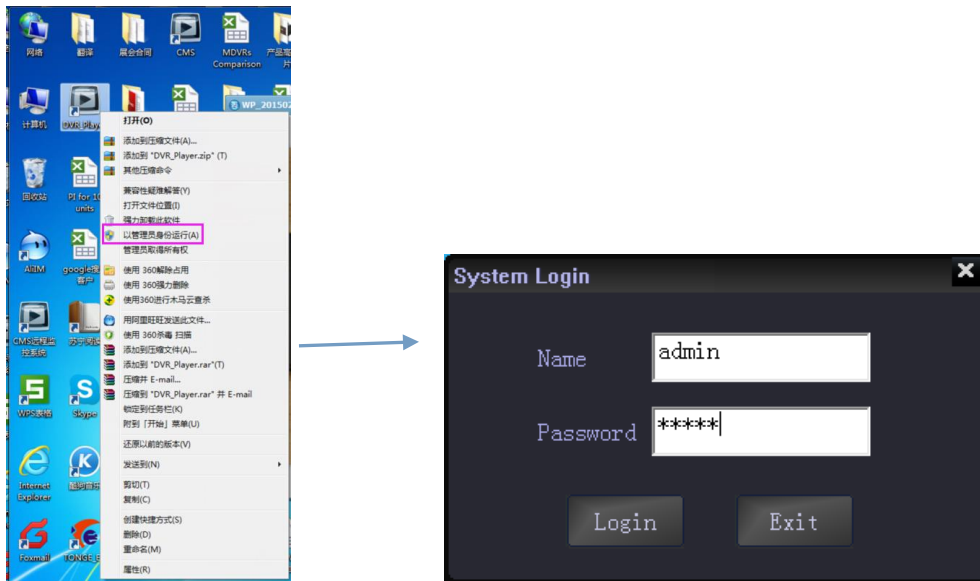 网络
翻译
展会合同
CMS
MDVRs
Comparison
产品高
片
计算机
DVR_Play
WP_201502
回收站
PI for 10
units
AliIM
google搜
客户
CMS远程监
控系统
WPS表格
Skype
Internet
Explorer
Foxmail
TONGE_E
打开(O)
添加到压缩文件(A)...
添加到 "DVR_Player.zip" (T)
其他压缩命令
兼容性疑难解答(Y)
打开文件位置(I)
强力卸载此软件
以管理员身份运行(A)
管理员取得所有权
使用 360解除占用
使用 360强力删除
使用360进行木马云查杀
用阿里旺旺发送此文件...
使用 360杀毒 扫描
添加到压缩文件(A)...
添加到 "DVR_Player.rar"(T)
压缩并 E-mail...
压缩到 "DVR_Player.rar" 并 E-mail
锁定到任务栏(K)
附到「开始」菜单(U)
还原以前的版本(V)
发送到(N)
剪切(T)
复制(C)
创建快捷方式(S)
删除(D)
重命名(M)
属性(R)
System Login
Name
admin
Password
*****
Login
Exit